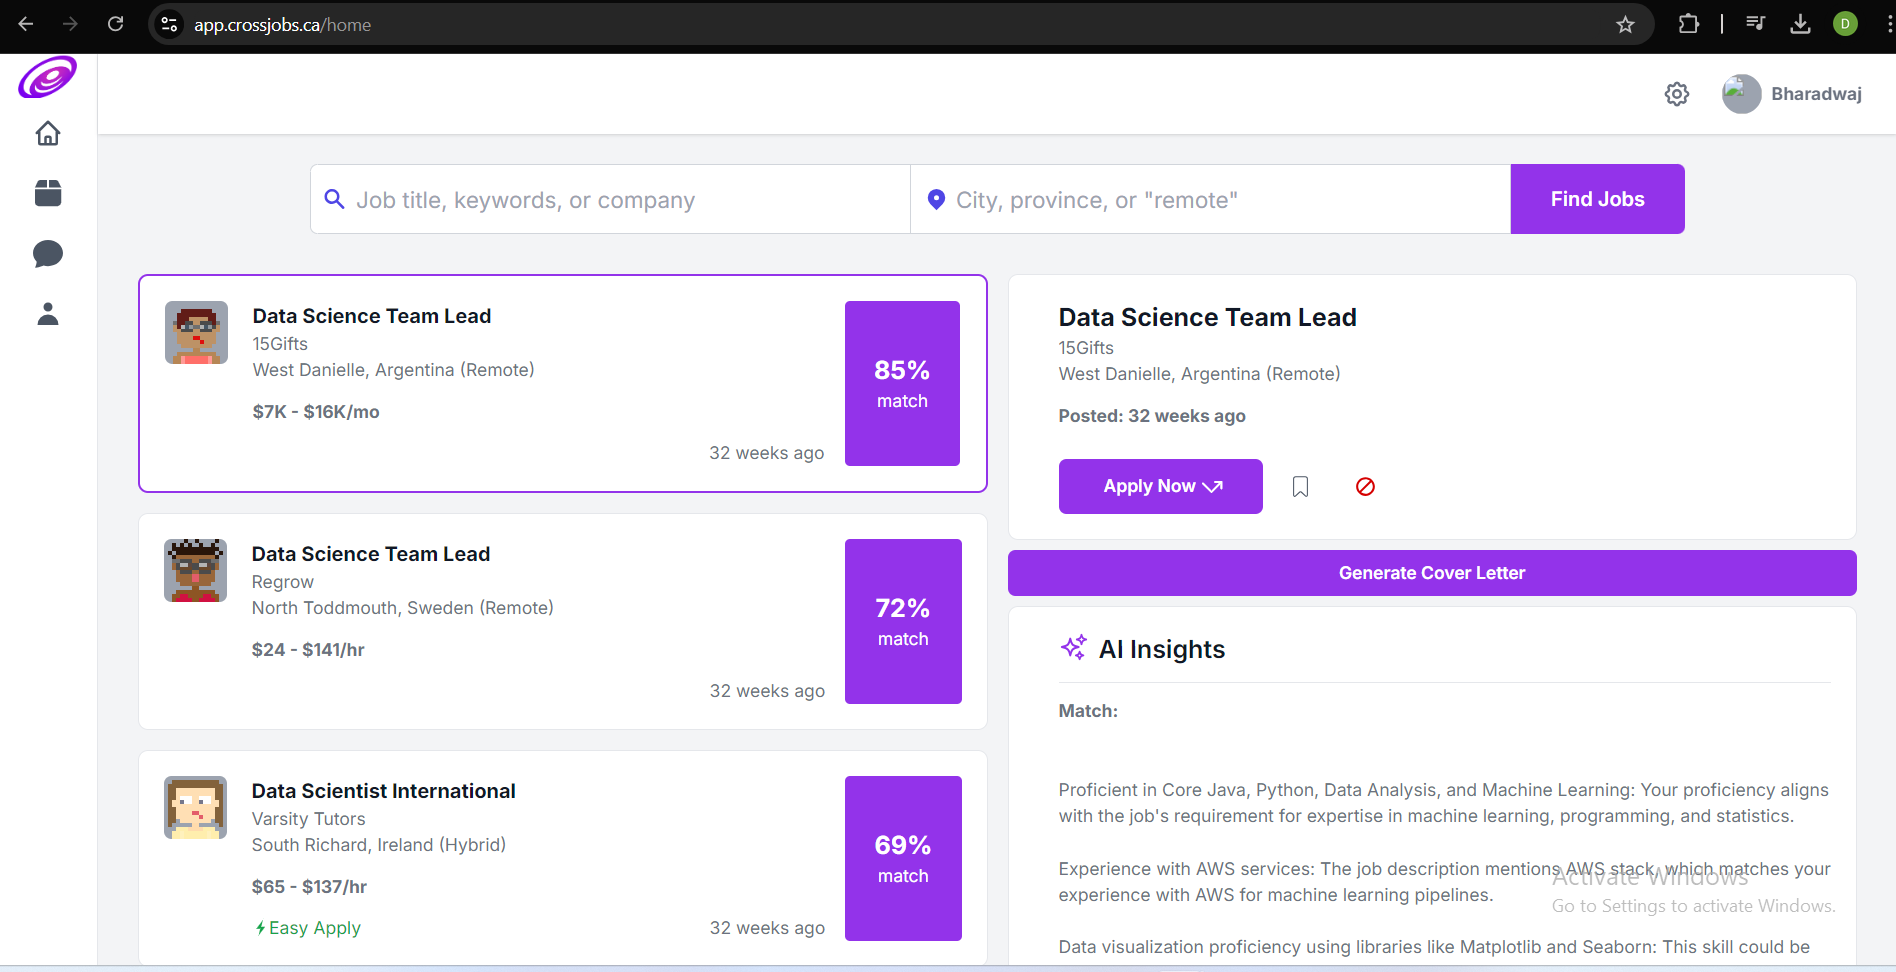 app.crossjobs.ca/home
D
Bharadwaj
Job title, keywords, or company
City, province, or "remote"
Find Jobs
Data Science Team Lead
15Gifts
West Danielle, Argentina (Remote)
$7K - $16K/mo
32 weeks ago
85%
match
Data Science Team Lead
Regrow
North Toddmouth, Sweden (Remote)
$24 - $141/hr
32 weeks ago
72%
match
Data Scientist International
Varsity Tutors
South Richard, Ireland (Hybrid)
$65 - $137/hr
Easy Apply
32 weeks ago
69%
match
Data Science Team Lead
15Gifts
West Danielle, Argentina (Remote)
Posted: 32 weeks ago
Apply Now
Generate Cover Letter
AI Insights
Match:
Proficient in Core Java, Python, Data Analysis, and Machine Learning: Your proficiency aligns
with the job's requirement for expertise in machine learning, programming, and statistics.
Experience with AWS services: The job description mentions AWS stack, which matches your
experience with AWS for machine learning pipelines.
Data visualization proficiency using libraries like Matplotlib and Seaborn: This skill could be
Activate Windows
Go to Settings to activate Windows.